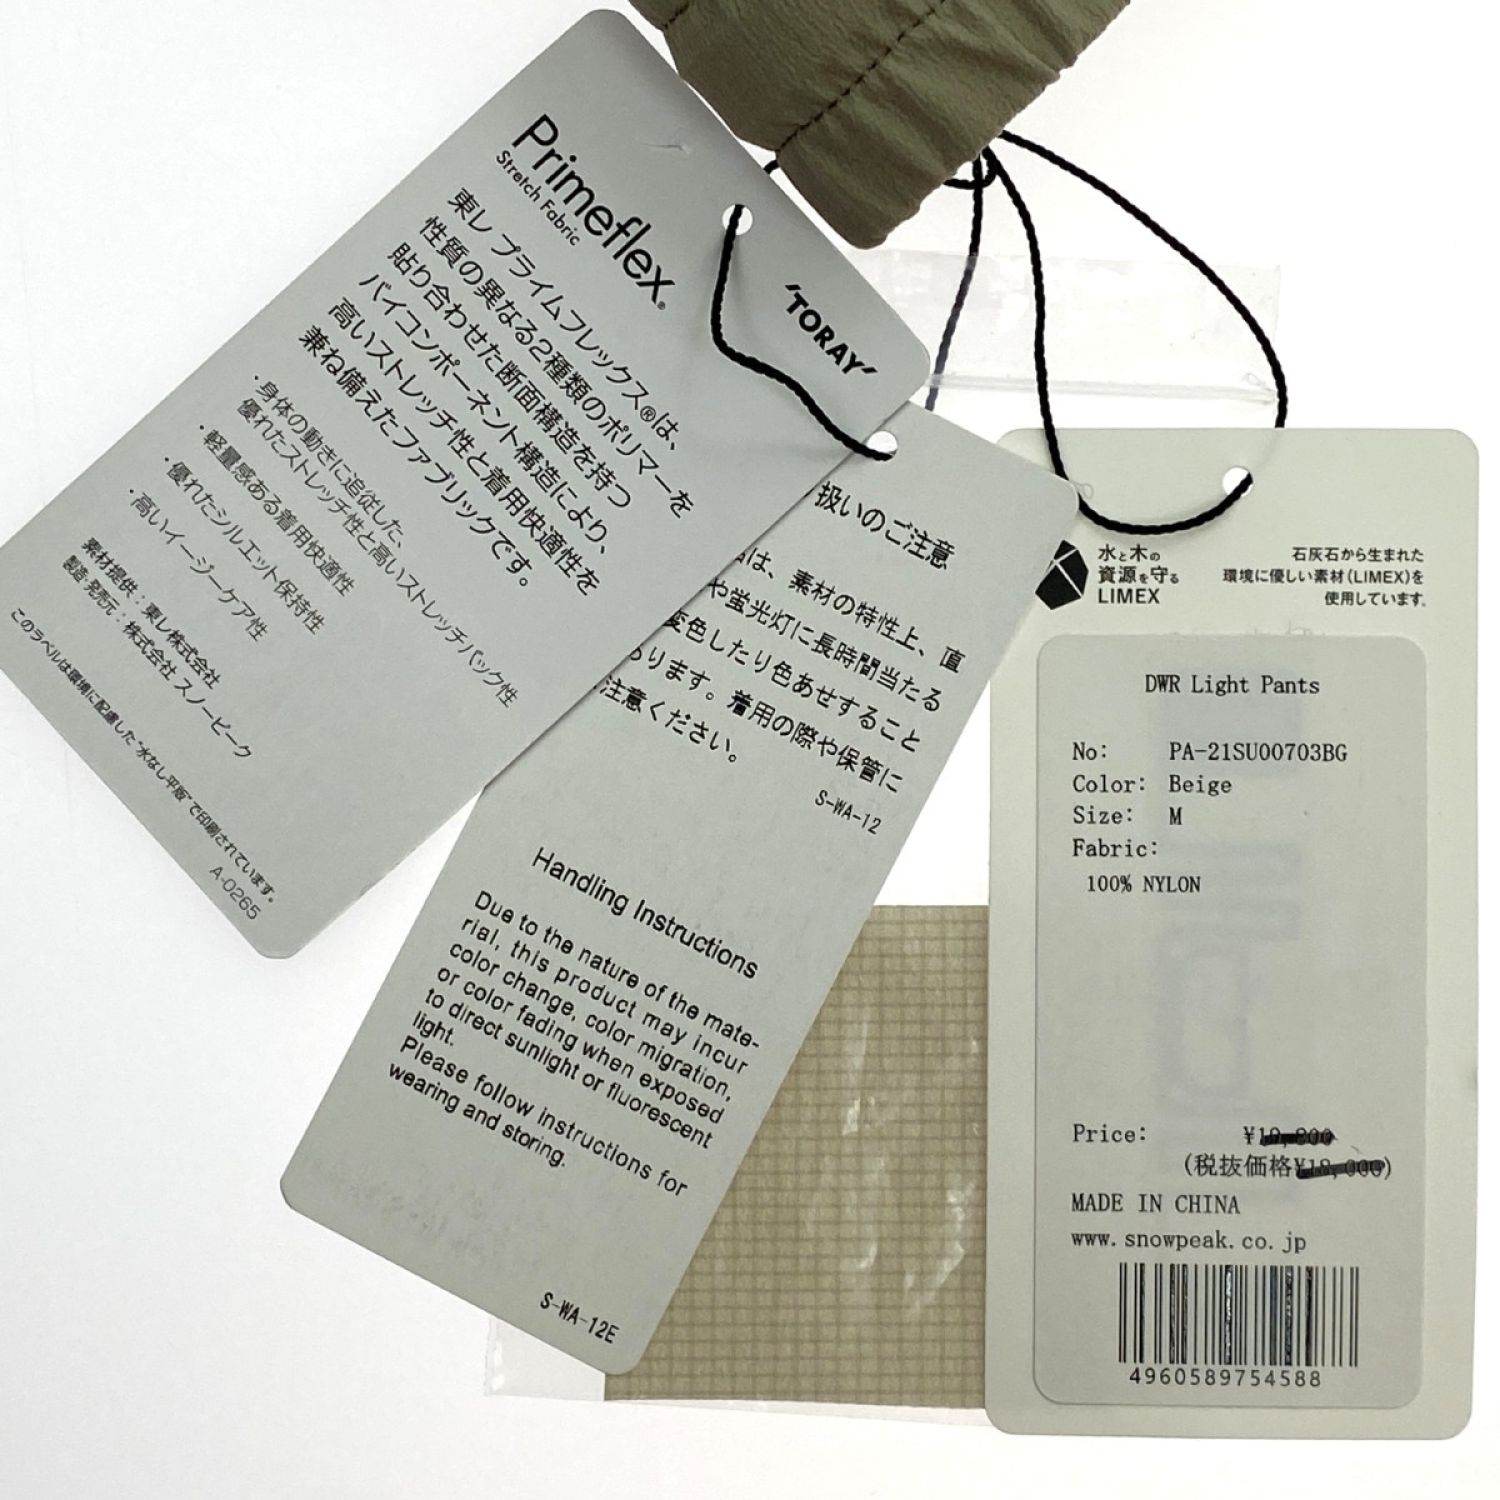 Primeflex®
Stretch Fabric
東レ プライムフレックス®は、
性質の異なる2種類のポリマーを
貼り合わせた断面構造を持つ
バイコンポーネント構造により、
高いストレッチ性と着用快適性を
兼ね備えたファブリックです。
・身体の動きに追従した、
優れたストレッチ性と高いストレッチバック性
・軽量感ある着用快適性
・優れたシルエット保持性
・高いイージーケア性
素材提供：東レ株式会社
製造・発売元：株式会社 スノーピーク
このラベルは環境に配慮した“水なし平版”で印刷されています。
A-0265
'TORAY'
扱いのご注意
は、素材の特性上、直
や蛍光灯に長時間当たる
変色したり色あせすること
ります。着用の際や保管に
注意ください。
S-WA-12
Handling Instructions
Due to the nature of the mate-
rial, this product may incur
color change, color migration,
or color fading when exposed
to direct sunlight or fluorescent
light.
Please follow instructions for
wearing and storing.
S-WA-12E
水と木の
資源を守る
LIMEX
石灰石から生まれた
環境に優しい素材(LIMEX)を
使用しています。
DWR Light Pants
No: PA-21SU00703BG
Color: Beige
Size: M
Fabric:
100% NYLON
Price: ¥19,800
(税抜価格¥18,000)
MADE IN CHINA
www.snowpeak.co.jp
4960589754588